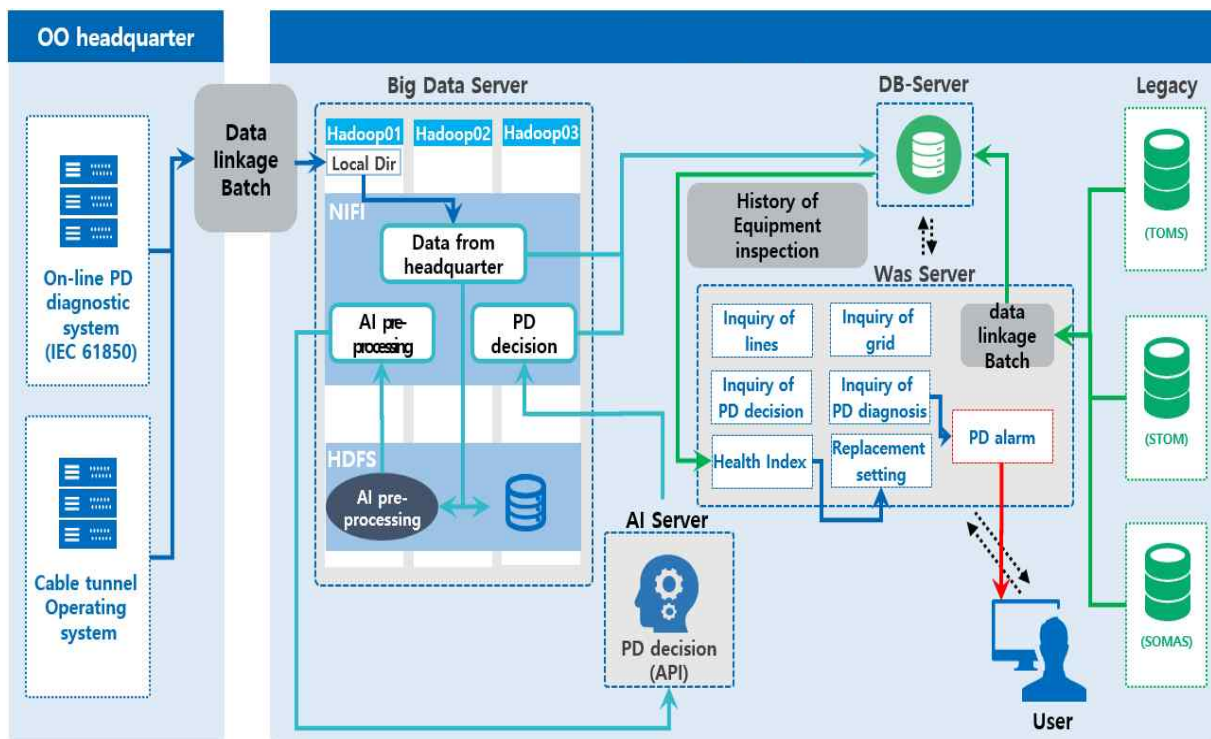 OO headquarter
On-line PD
diagnostic
system
(IEC 61850)
Cable tunnel
Operating
system
Data
linkage
Batch
Big Data Server
Hadoop01
Hadoop02
Hadoop03
Local Dir
NIFI
Data from
headquarter
AI pre-
processing
PD
decision
HDFS
AI pre-
processing
AI Server
PD decision
(API)
DB-Server
History of
Equipment
inspection
Was Server
Inquiry of
lines
Inquiry of
grid
data
linkage
Batch
Inquiry of
PD decision
Inquiry of
PD diagnosis
PD alarm
Health Index
Replacement
setting
User
Legacy
(TOMS)
(STOM)
(SOMAS)